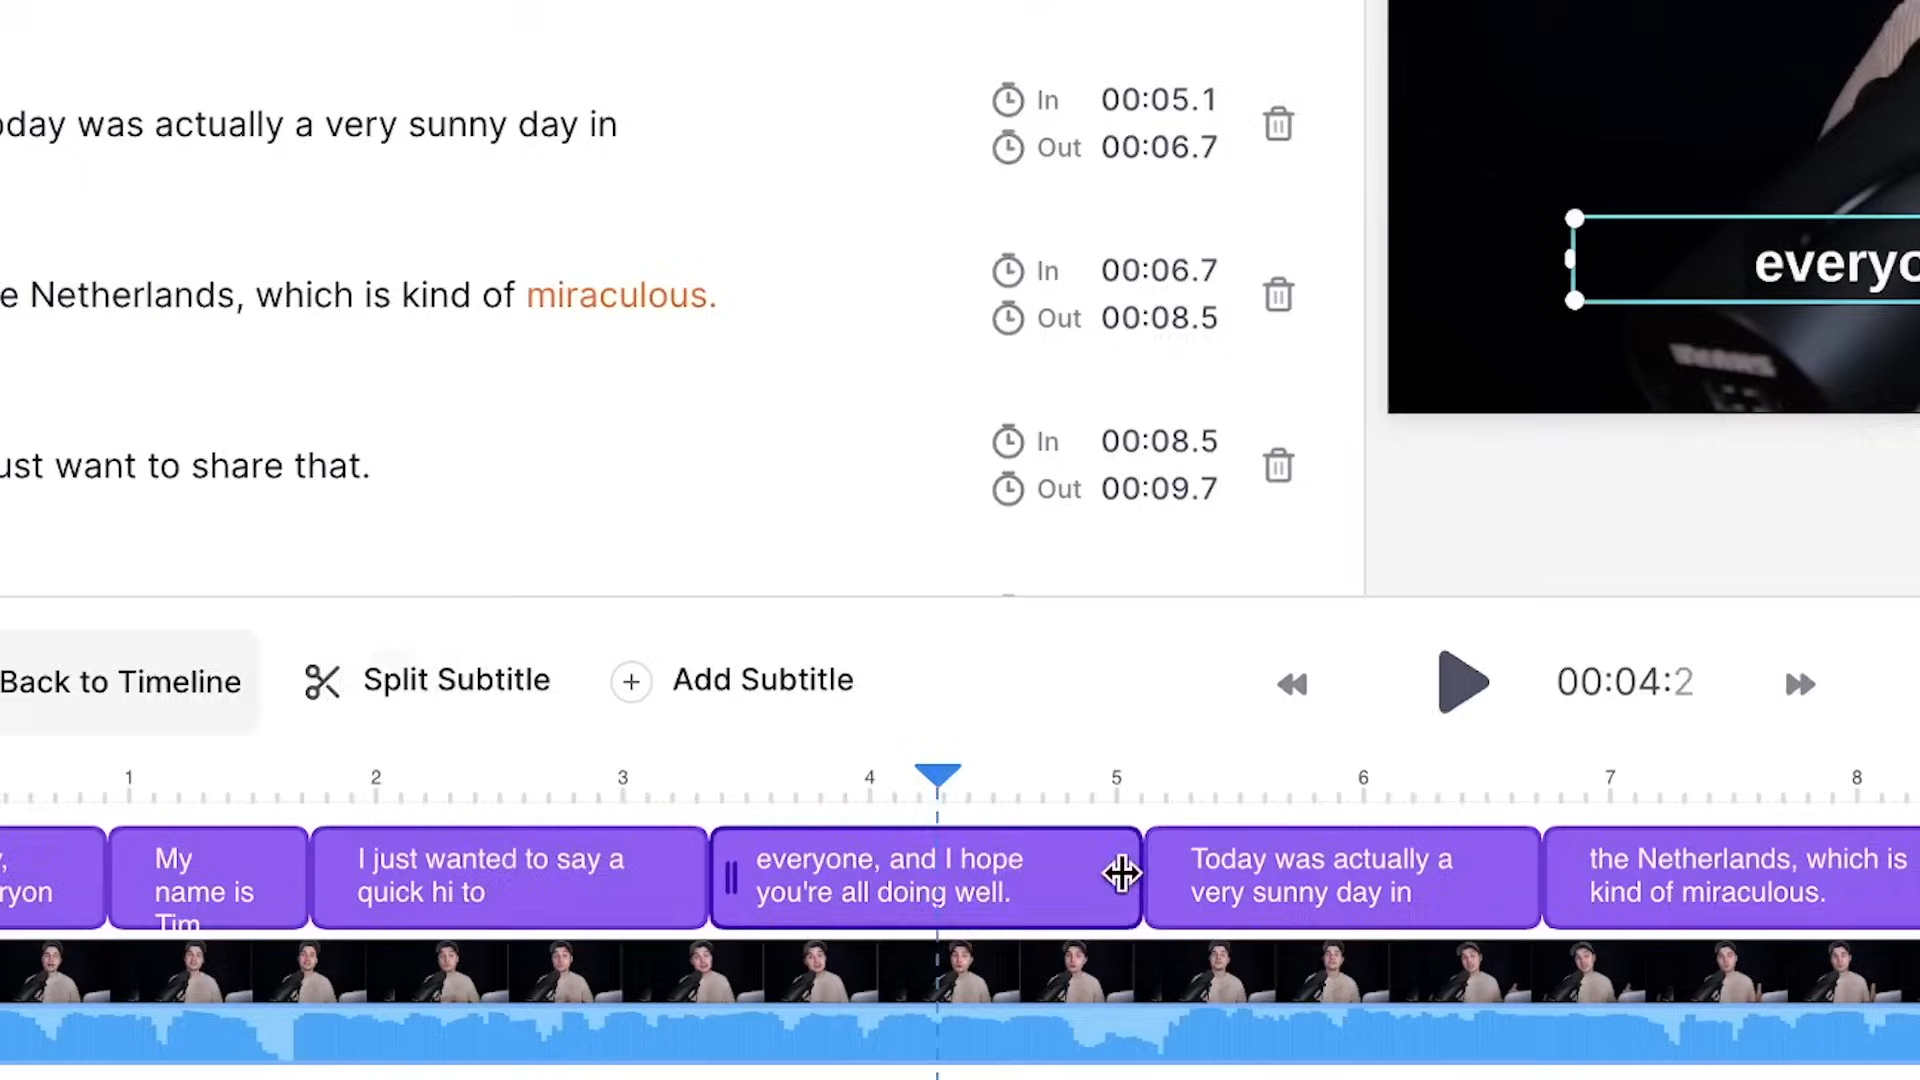 oday was actually a very sunny day in
In 00:05.1
Out 00:06.7
e Netherlands, which is kind of miraculous.
In 00:06.7
Out 00:08.5
ust want to share that.
In 00:08.5
Out 00:09.7
everyo
Back to Timeline
Split Subtitle
Add Subtitle
00:04:2
1 2 3 4 5 6 7 8
,
ryon
My
name is
Tim
I just wanted to say a
quick hi to
everyone, and I hope
you're all doing well.
Today was actually a
very sunny day in
the Netherlands, which is
kind of miraculous.